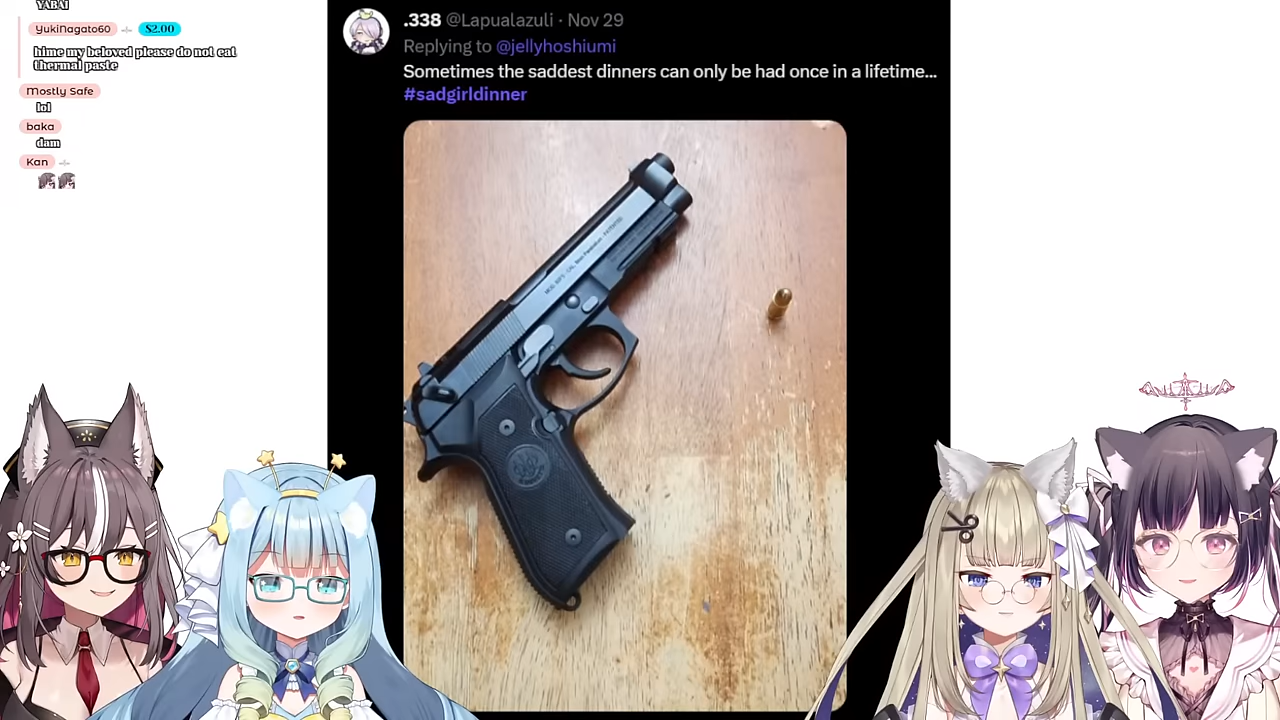 YABAI
YukiNagato60 $2.00
hime my beloved please do not eat
thermal paste
Mostly Safe
lol
baka
dam
Kan
.338 @Lapualazuli · Nov 29
Replying to @jellyhoshiumi
Sometimes the saddest dinners can only be had once in a lifetime...
#sadgirldinner